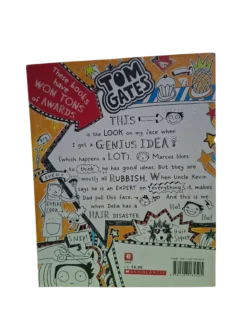 These books
have
WON TONS
of AWARDS
TOM
GATES
THIS
is the LOOK on my face when
I get a GENIUS IDEA!
(which happens a LOT). Marcus likes
to think he has good ideas. But they are
mostly all RUBBISH. When Uncle Kevin
says he is an EXPERT on everything it makes
Dad pull this face. And this is my
when Delia has a
HAIR DISASTER.
Ha!
Ha!